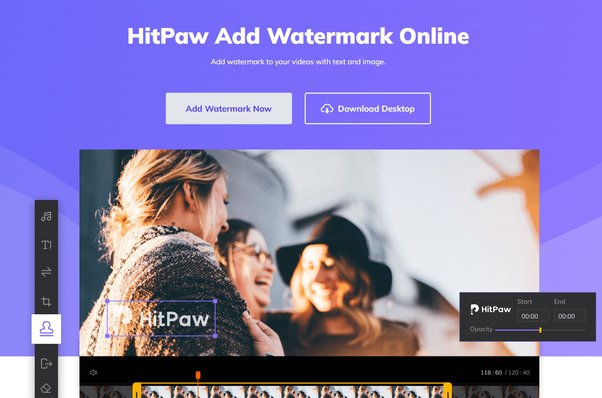 HitPaw Add Watermark Online
Add watermark to your videos with text and image.
Add Watermark Now
Download Desktop
TI
HitPaw
HitPaw
Start
End
00:00
00:00
Opacity
118 : 60 / 120 : 40